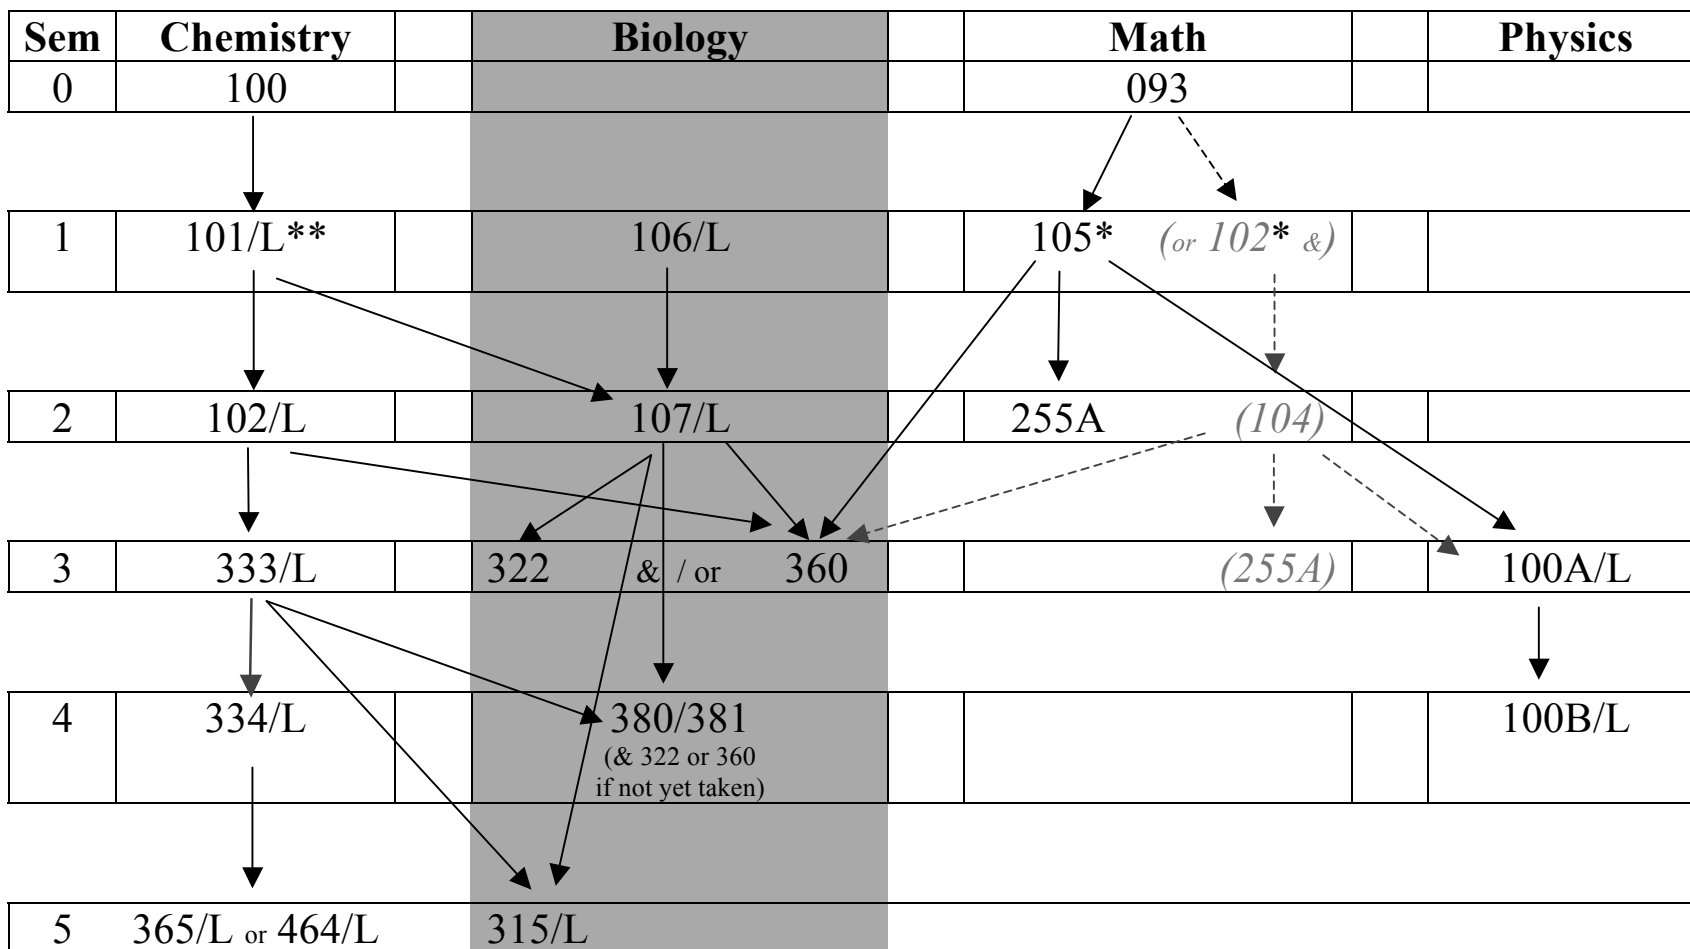 Sem Chemistry Biology Math Physics
0 100 093
1 101/L** 106/L 105* (or 102* &)
2 102/L 107/L 255A (104)
3 333/L 322 & / or 360 (255A) 100A/L
4 334/L 380/381 100B/L
(& 322 or 360
if not yet taken)
5 365/L or 464/L 315/L